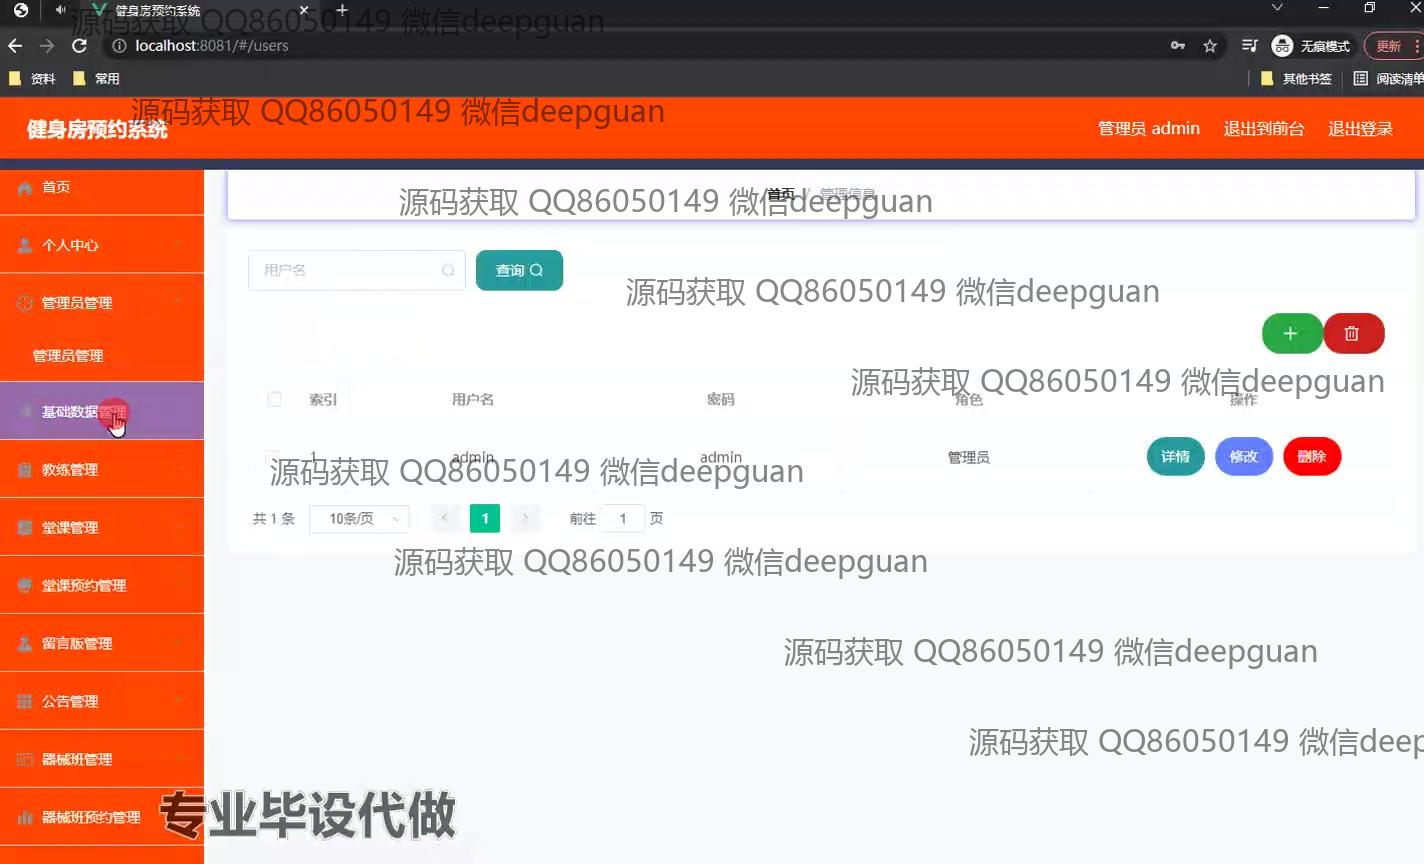 健身房预约系统
源码获取 QQ86050149 微信deepguan
localhost:8081/#/users
无痕模式
更新
资料
常用
其他书签
阅读清单
源码获取 QQ86050149 微信deepguan
健身房预约系统
管理员 admin
退出到前台
退出登录
首页
首页 / 管理信息
源码获取 QQ86050149 微信deepguan
个人中心
用户名
查询
源码获取 QQ86050149 微信deepguan
管理员管理
管理员管理
源码获取 QQ86050149 微信deepguan
索引 用户名 密码 角色 操作
基础数据管理
1 admin admin 管理员 详情 修改 删除
源码获取 QQ86050149 微信deepguan
教练管理
共 1 条 10条/页 1 前往 1 页
堂课管理
源码获取 QQ86050149 微信deepguan
堂课预约管理
留言版管理
源码获取 QQ86050149 微信deepguan
公告管理
源码获取 QQ86050149 微信deep
器械班管理
器械班预约管理
专业毕设代做